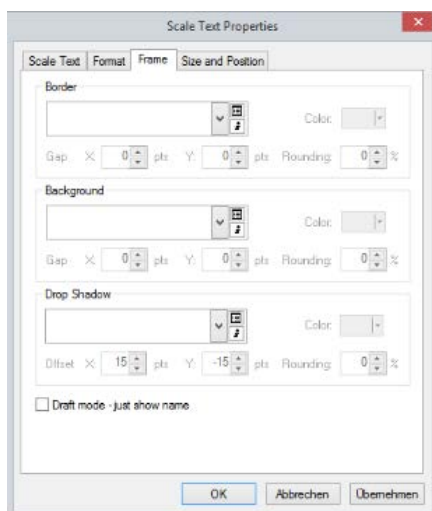 Scale Text Properties
Scale Text Format Frame Size and Position
Border
Color:
Gap X: 0 pts Y: 0 pts Rounding: 0 %
Background
Color:
Gap X: 0 pts Y: 0 pts Rounding: 0 %
Drop Shadow
Color:
Offset X: 15 pts Y: -15 pts Rounding: 0 %
Draft mode - just show name
OK Abbrechen Übernehmen